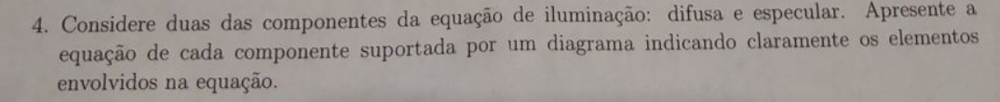 4. Considere duas das componentes da equação de iluminação: difusa e especular. Apresente a
equação de cada componente suportada por um diagrama indicando claramente os elementos
envolvidos na equação.